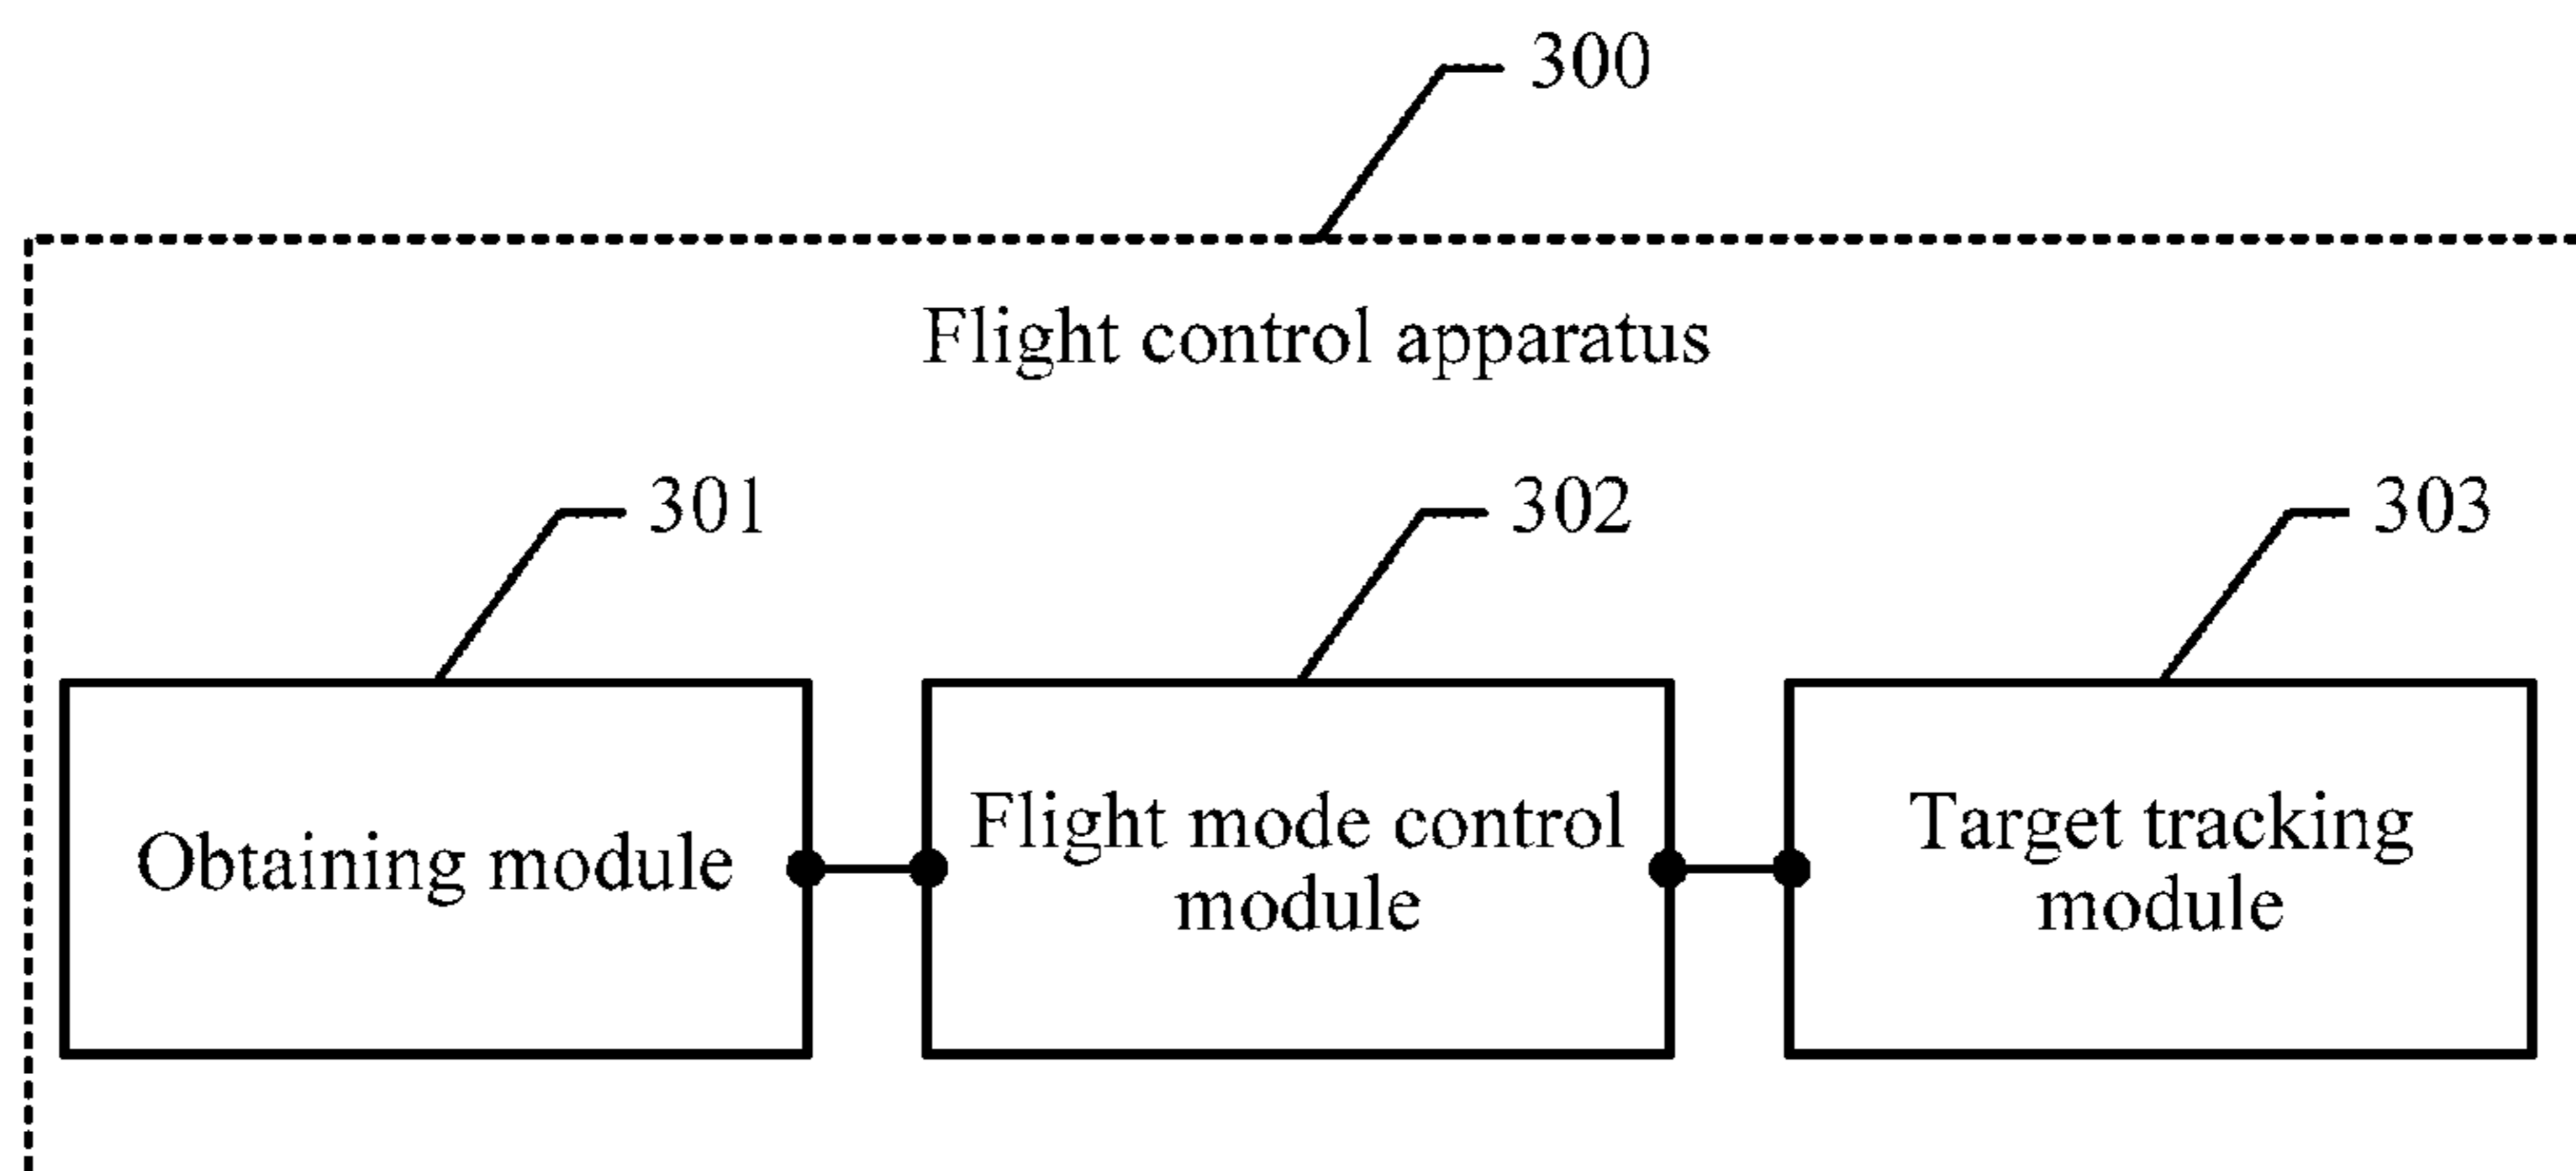 300
Flight control apparatus
301
302
303
Obtaining module
Flight mode control
module
Target tracking
module